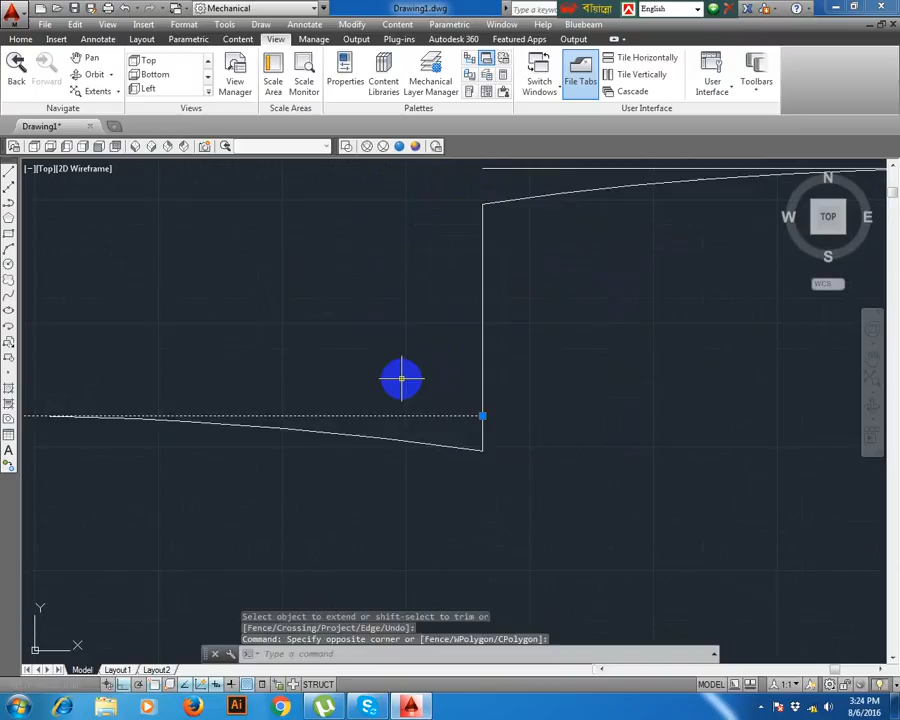 Mechanical
Drawing1.dwg
Type a keyw
বায়ান্নো
English
File Edit View Insert Format Tools Draw Annotate Modify Content Parametric Window Help Bluebeam
Home Insert Annotate Layout Parametric Content View Manage Output Plug-ins Autodesk 360 Featured Apps
Back
Forward
Pan
Orbit
Extents
Navigate
Top
Bottom
Left
View
Manager
Views
Scale
Area
Scale
Monitor
Scale Areas
Properties
Content
Libraries
Mechanical
Layer Manager
Palettes
Switch
Windows
File Tabs
Tile Horizontally
Tile Vertically
Cascade
User
Interface
Toolbars
User Interface
Drawing1*
[−][Top][2D Wireframe]
N
W TOP E
S
WCS
Y
X
Select object to extend or shift-select to trim or
[Fence/Crossing/Project/Edge/Undo]:
Command: Specify opposite corner or [Fence/WPolygon/CPolygon]:
Type a command
Model Layout1 Layout2
STRUCT
MODEL
1:1
Ai
3:24 PM
8/6/2016